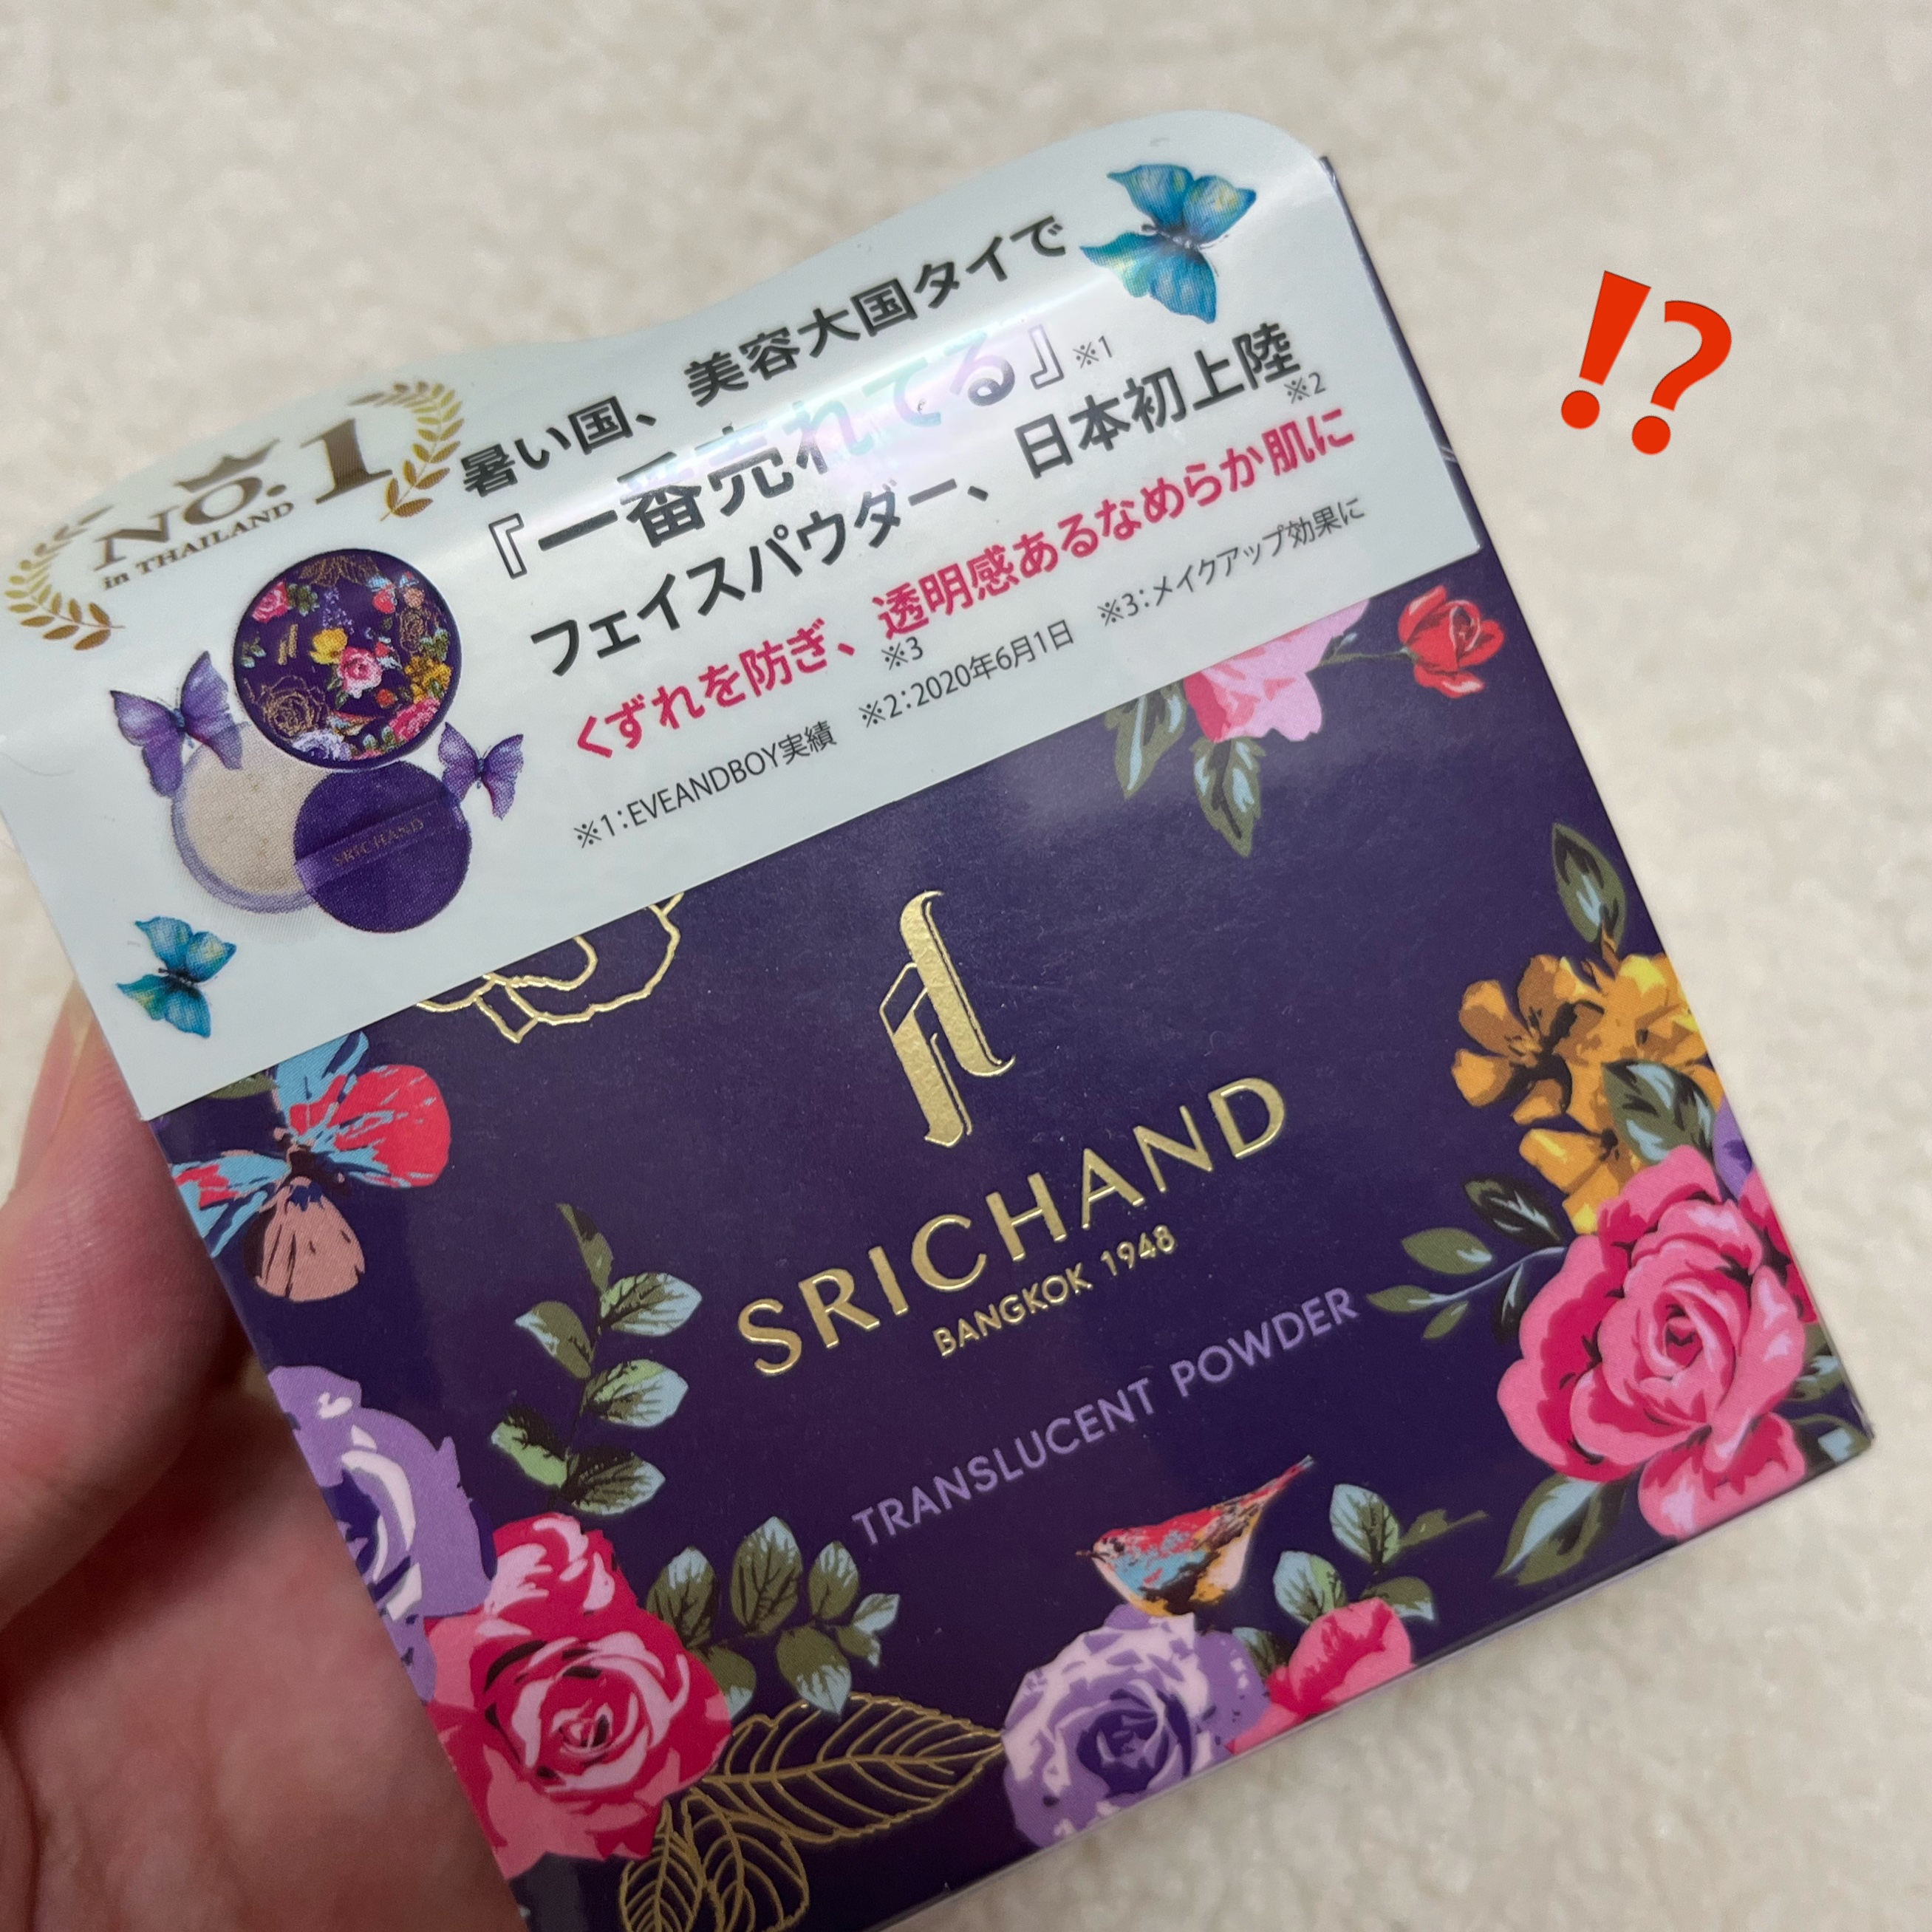 NO.1
in THAILAND
暑い国、美容大国タイで
『一番売れてる』※1
フェイスパウダー、日本初上陸※2
くずれを防ぎ、透明感あるなめらか肌に
※3
※1：EVEANDBOY実績 ※2：2020年6月1日 ※3：メイクアップ効果に
SRICHAND
SRICHAND
BANGKOK 1948
TRANSLUCENT POWDER
⁉